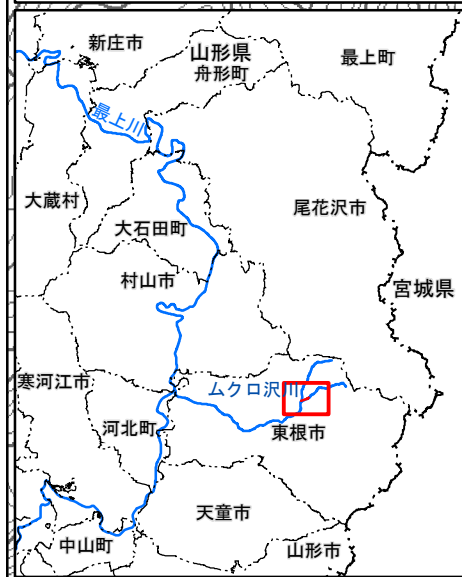 新庄市
山形県
舟形町
最上町
最上川
大蔵村
尾花沢市
大石田町
村山市
宮城県
寒河江市
ムクロ沢川
河北町
東根市
天童市
中山町
山形市